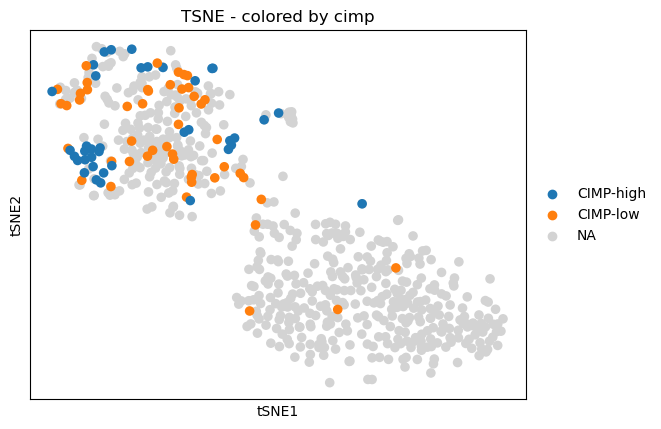 TSNE - colored by cimp
CIMP-high
CIMP-low
NA
tSNE2
tSNE1